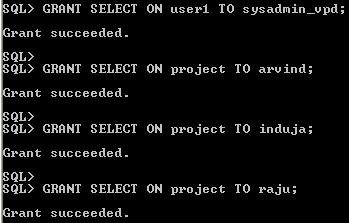 SQL> GRANT SELECT ON user1 TO sysadmin_vpd;
Grant succeeded.
SQL>
SQL> GRANT SELECT ON project TO arvind;
Grant succeeded.
SQL>
SQL> GRANT SELECT ON project TO induja;
Grant succeeded.
SQL>
SQL> GRANT SELECT ON project TO raju;
Grant succeeded.